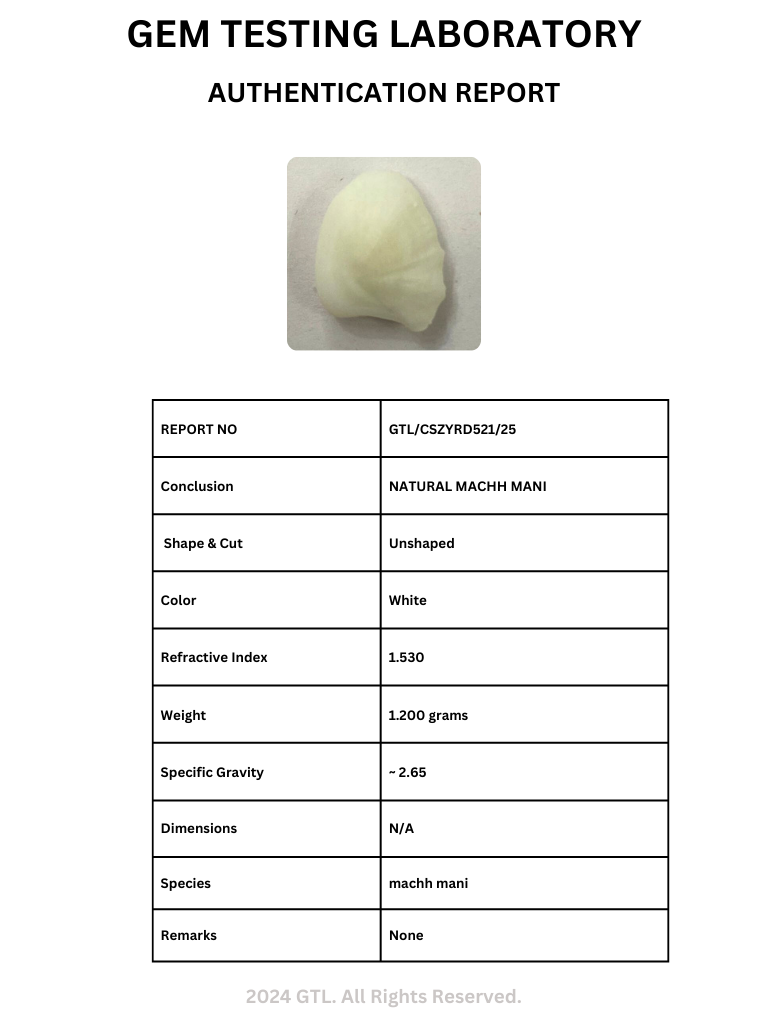 GEM TESTING LABORATORY
AUTHENTICATION REPORT
REPORT NO GTL/CSZYRD521/25
Conclusion NATURAL MACHH MANI
Shape & Cut Unshaped
Color White
Refractive Index 1.530
Weight 1.200 grams
Specific Gravity ~ 2.65
Dimensions N/A
Species machh mani
Remarks None
2024 GTL. All Rights Reserved.